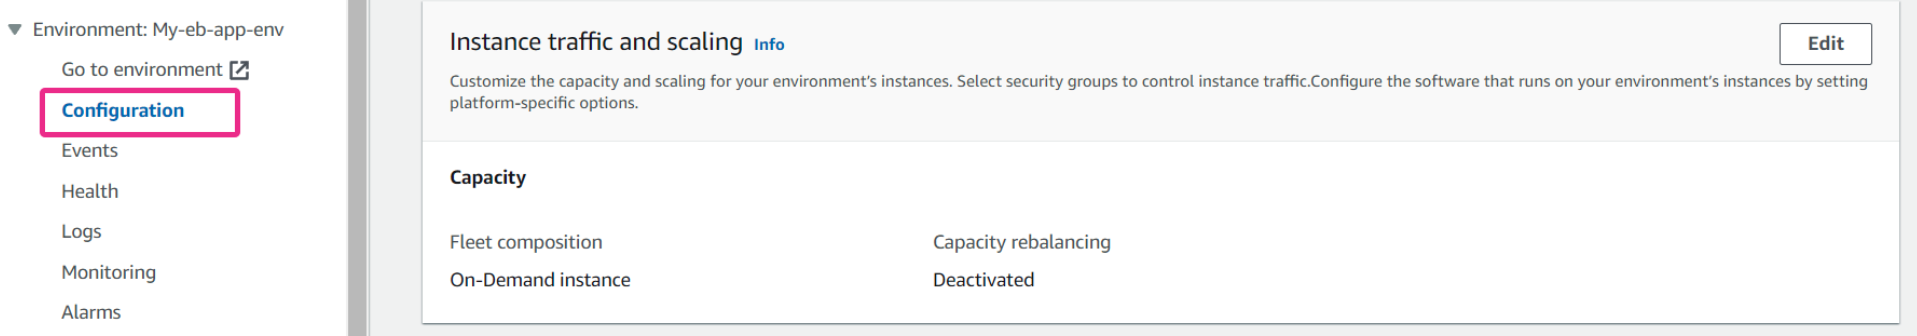 Environment: My-eb-app-env
Go to environment
Configuration
Events
Health
Logs
Monitoring
Alarms
Instance traffic and scaling Info
Edit
Customize the capacity and scaling for your environment's instances. Select security groups to control instance traffic.Configure the software that runs on your environment's instances by setting
platform-specific options.
Capacity
Fleet composition
On-Demand instance
Capacity rebalancing
Deactivated